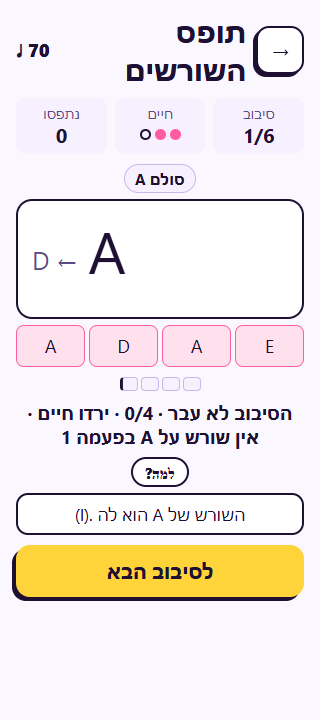 →
תופס
השורשים
♩ 70
סיבוב
1/6
חיים
נתפסו
0
סולם A
A ← D
E
A
D
A
הסיבוב לא עבר · 0/4 · ירדו חיים ·
אין שורש על A בפעמה 1
למה?
השורש של A הוא לה .(I)
לסיבוב הבא